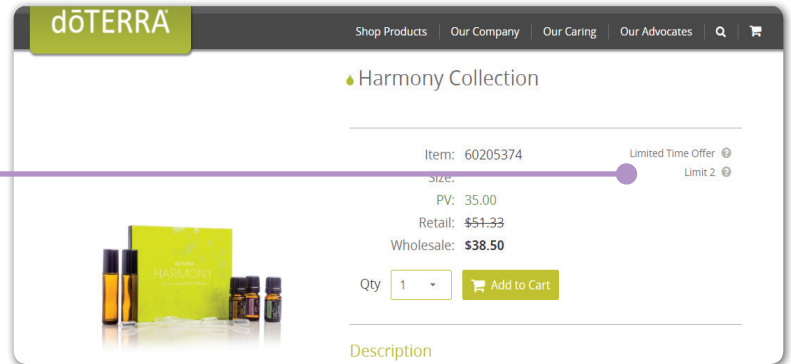 dōTERRA
Shop Products Our Company Our Caring Our Advocates
Harmony Collection
Item: 60205374
Limited Time Offer ?
Size:
Limit 2 ?
PV: 35.00
Retail: $51.33
Wholesale: $38.50
HARMONY
Qty 1 Add to Cart
Description